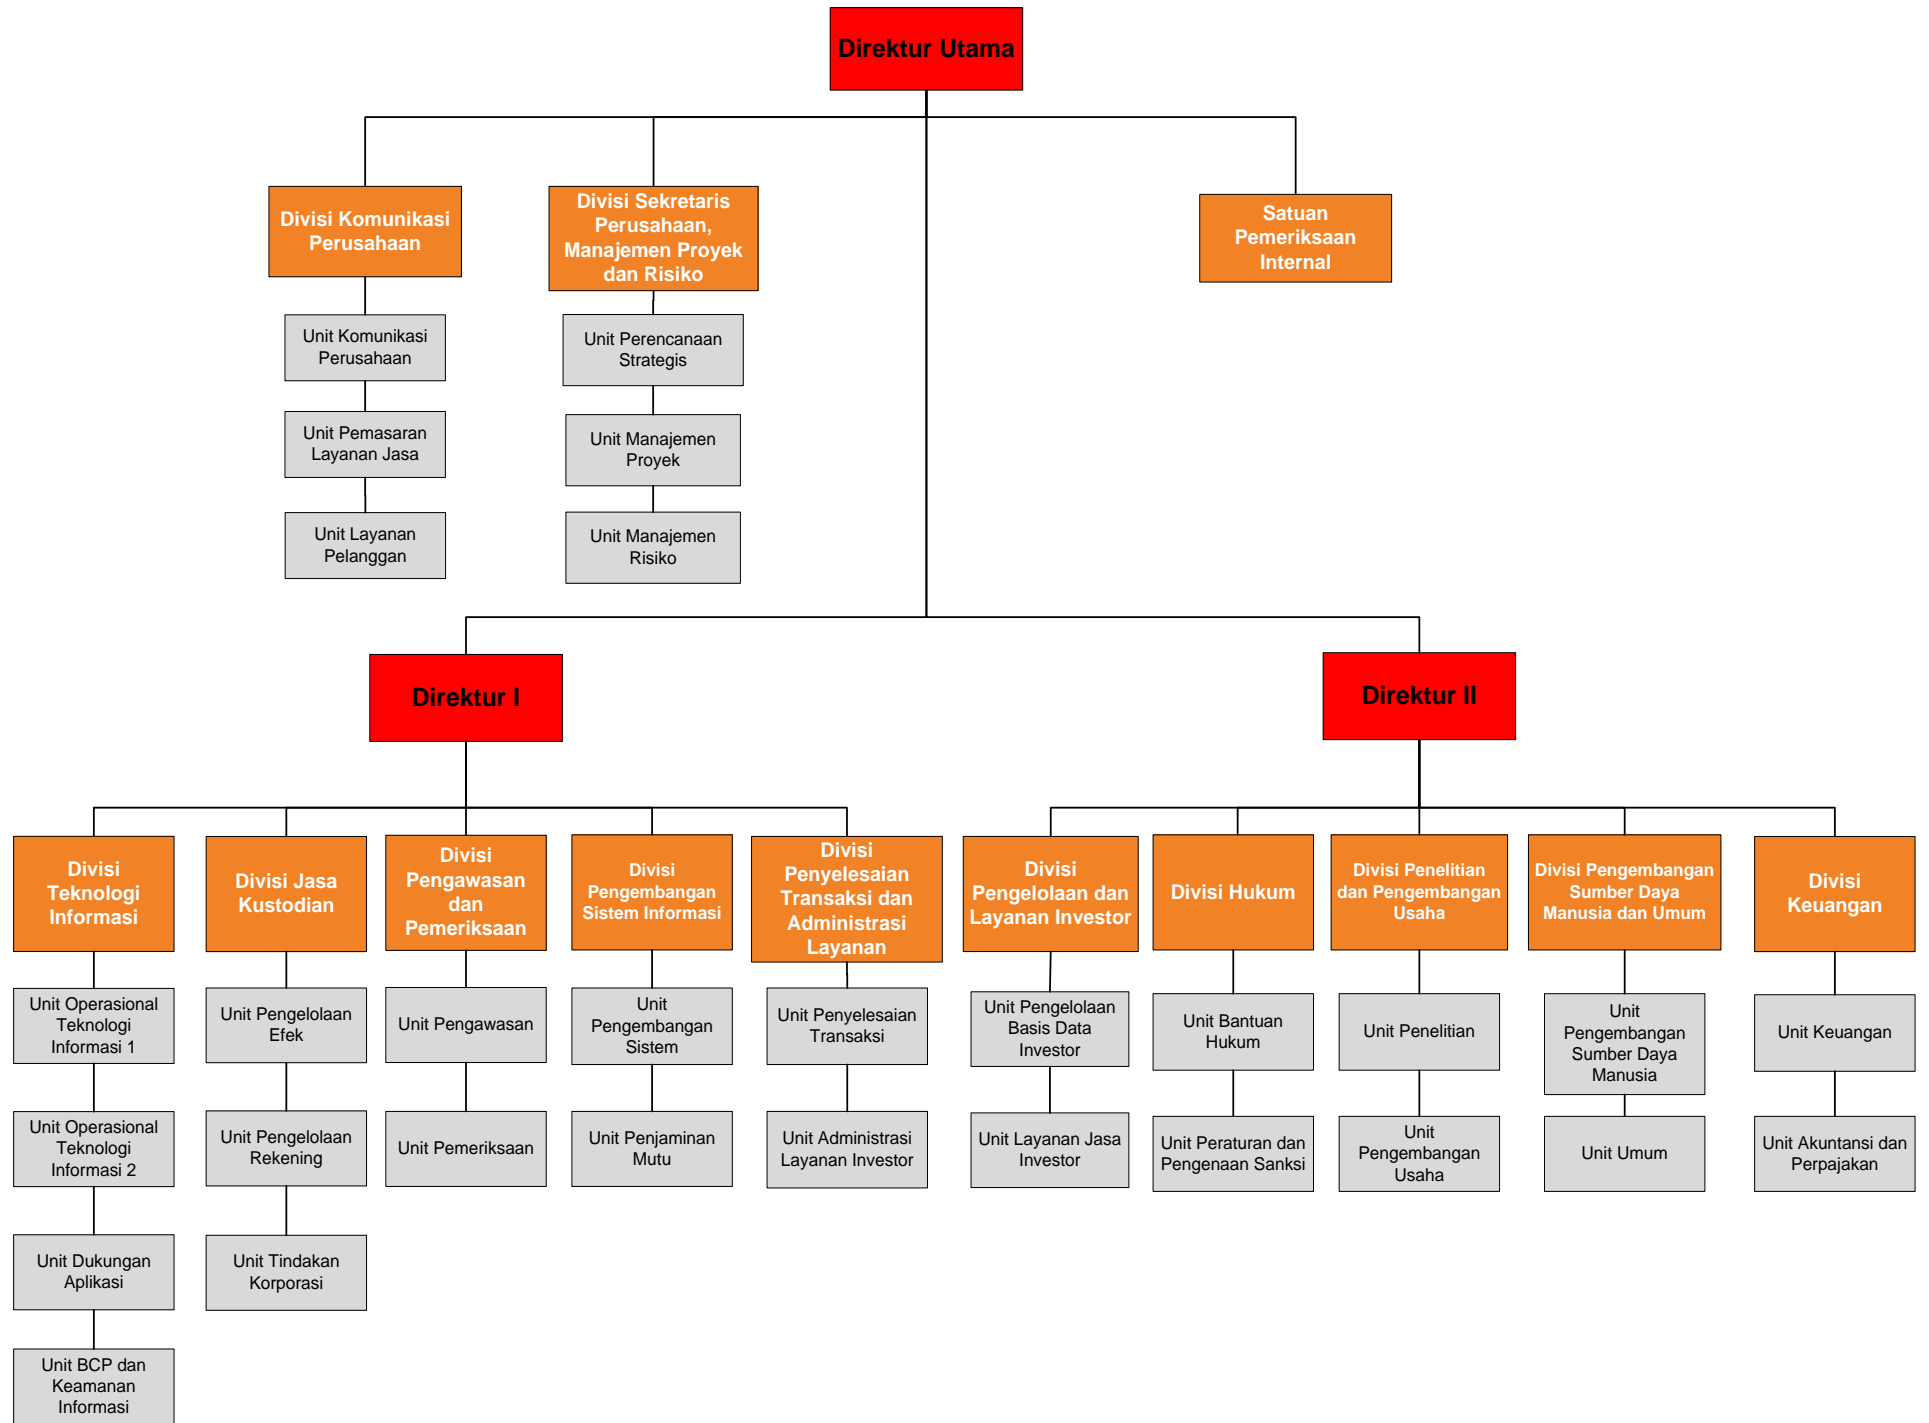 Direktur Utama
Divisi Komunikasi
Perusahaan
Divisi Sekretaris
Perusahaan,
Manajemen Proyek
dan Risiko
Satuan
Pemeriksaan
Internal
Unit Komunikasi
Perusahaan
Unit Pemasaran
Layanan Jasa
Unit Layanan
Pelanggan
Unit Perencanaan
Strategis
Unit Manajemen
Proyek
Unit Manajemen
Risiko
Direktur I
Direktur II
Divisi
Teknologi
Informasi
Unit Operasional
Teknologi
Informasi 1
Unit Operasional
Teknologi
Informasi 2
Unit Dukungan
Aplikasi
Unit BCP dan
Keamanan
Informasi
Divisi Jasa
Kustodian
Unit Pengelolaan
Efek
Unit Pengelolaan
Rekening
Unit Tindakan
Korporasi
Divisi
Pengawasan
dan
Pemeriksaan
Unit Pengawasan
Unit Pemeriksaan
Divisi
Pengembangan
Sistem Informasi
Unit
Pengembangan
Sistem
Unit Penjaminan
Mutu
Divisi
Penyelesaian
Transaksi dan
Administrasi
Layanan
Unit Penyelesaian
Transaksi
Unit Administrasi
Layanan Investor
Divisi
Pengelolaan dan
Layanan Investor
Unit Pengelolaan
Basis Data
Investor
Unit Layanan Jasa
Investor
Divisi Hukum
Unit Bantuan
Hukum
Unit Peraturan dan
Pengenaan Sanksi
Divisi Penelitian
dan Pengembangan
Usaha
Unit Penelitian
Unit
Pengembangan
Usaha
Divisi Pengembangan
Sumber Daya
Manusia dan Umum
Unit
Pengembangan
Sumber Daya
Manusia
Unit Umum
Divisi
Keuangan
Unit Keuangan
Unit Akuntansi dan
Perpajakan